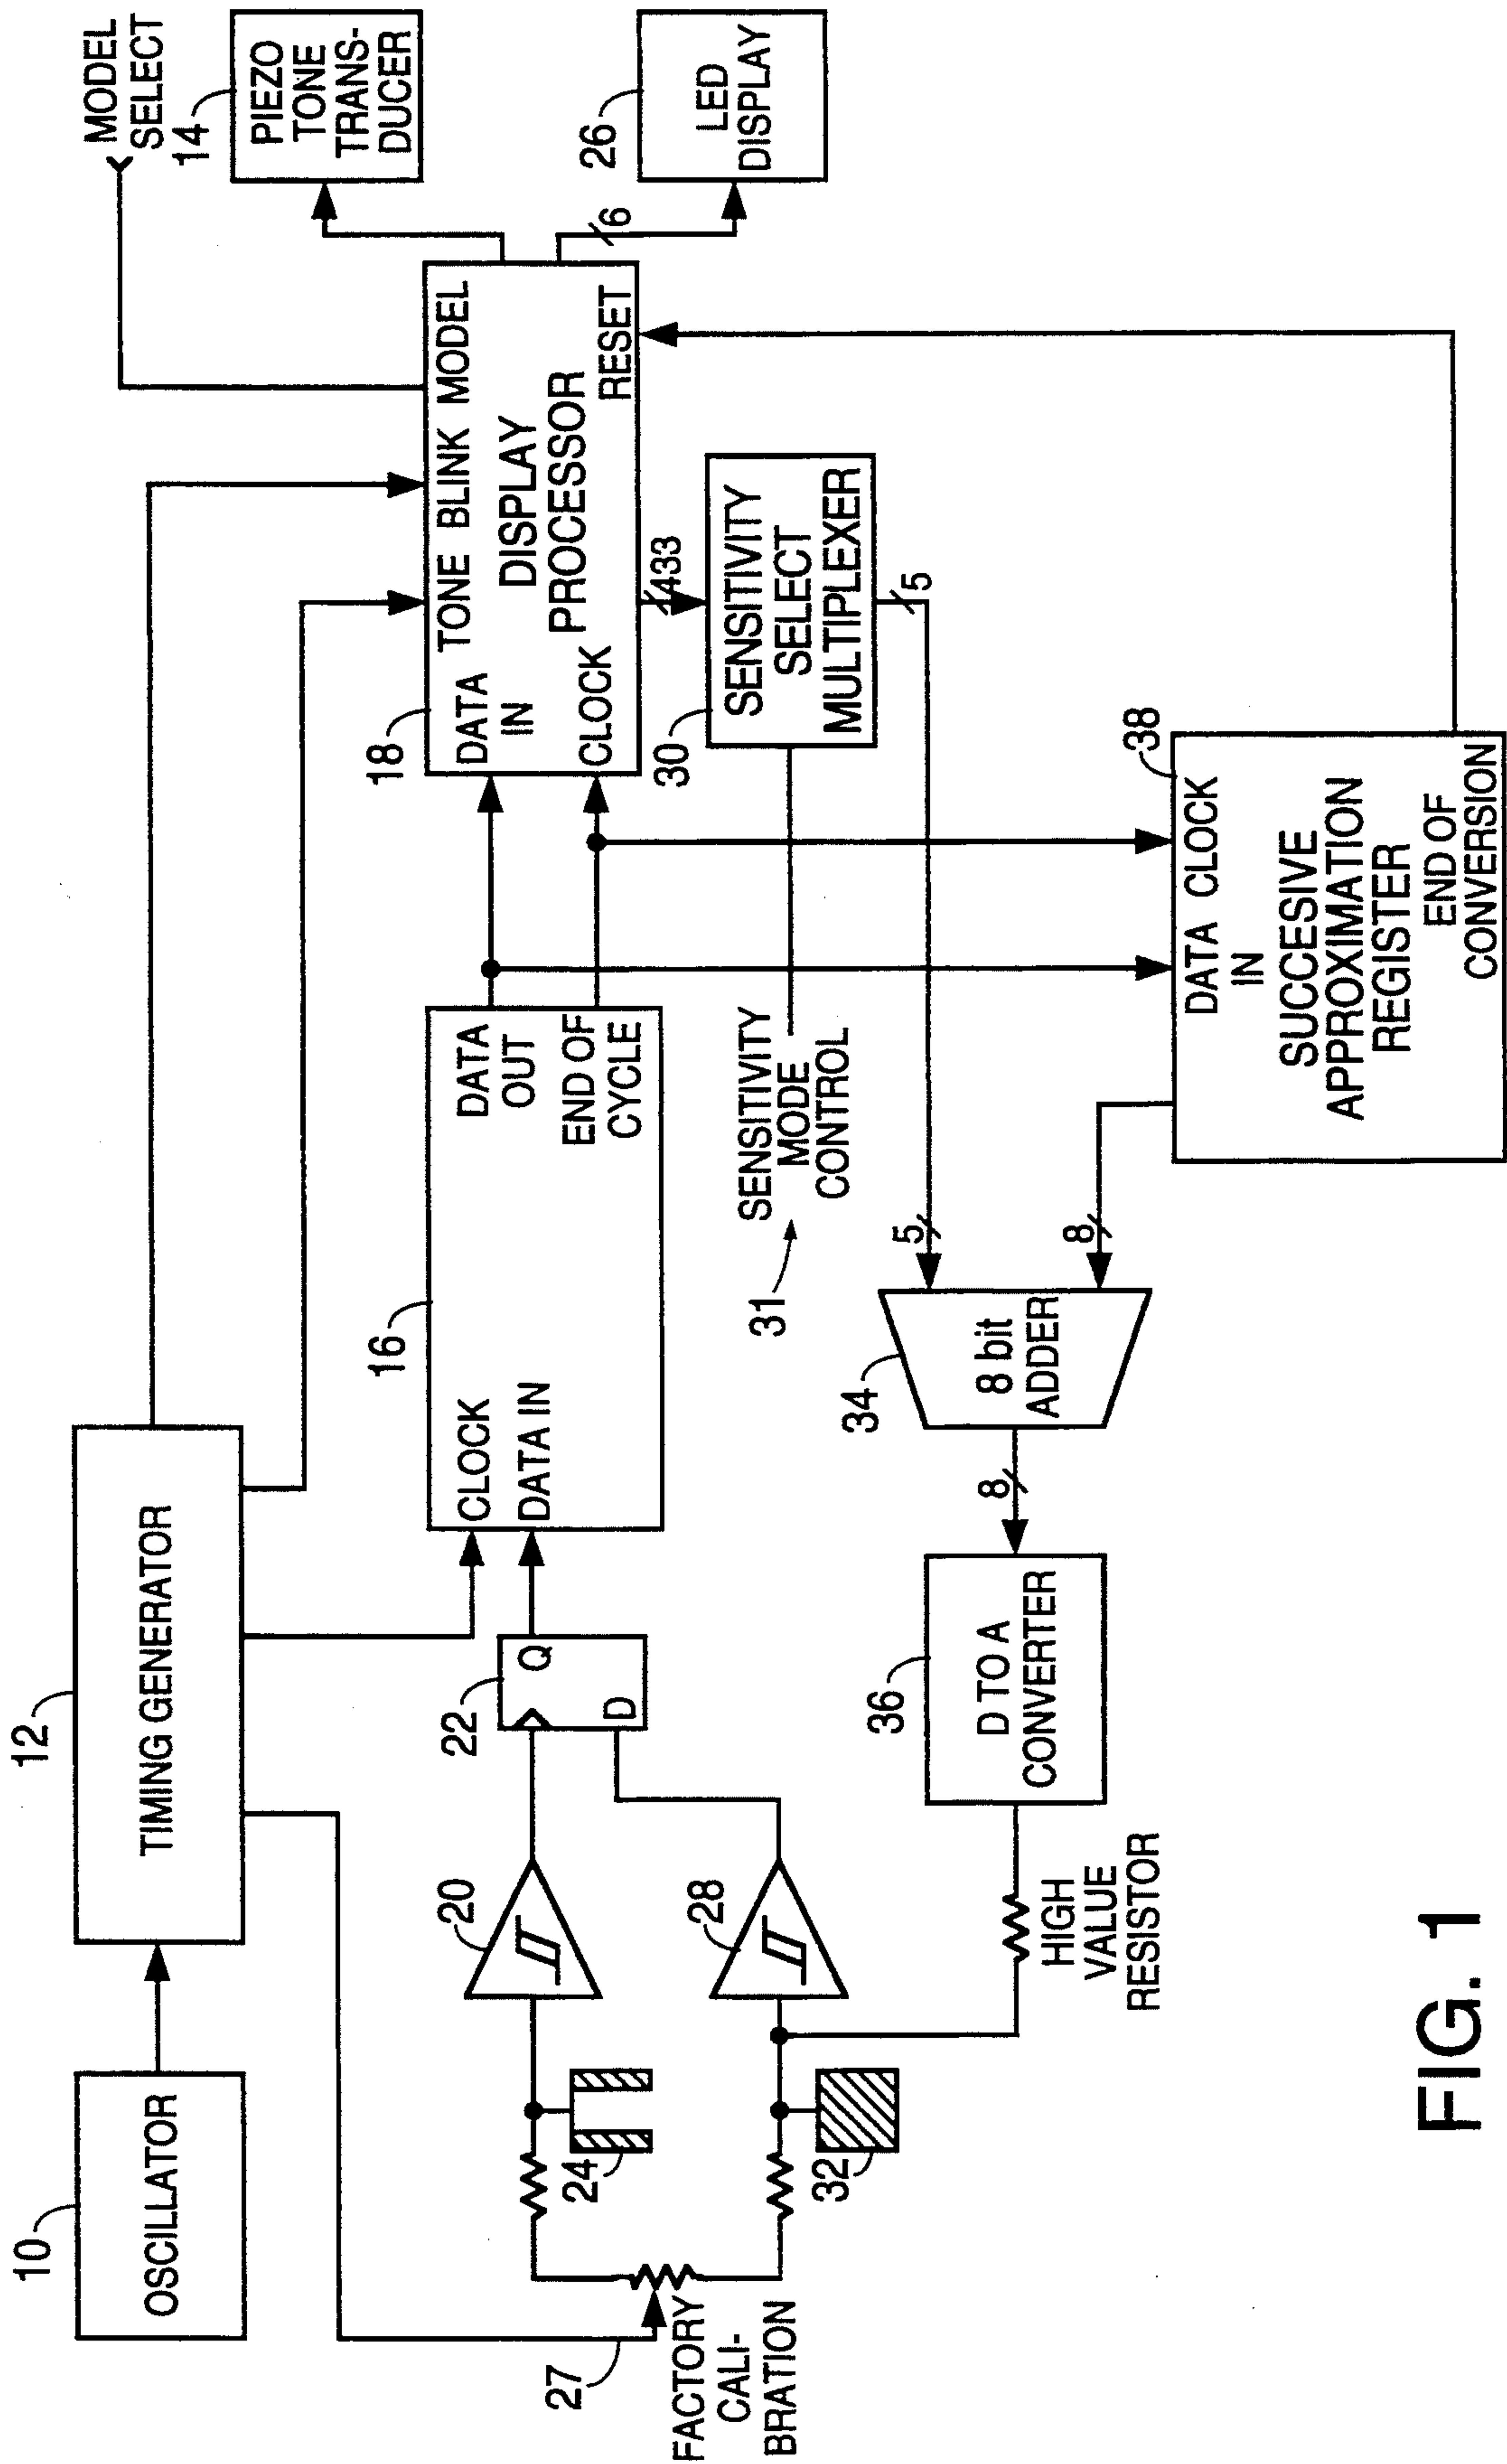 10
OSCILLATOR
12
TIMING GENERATOR
MODEL
SELECT
14
PIEZO
TONE
TRANS-
DUCER
26
LED
DISPLAY
6
18
TONE BLINK MODEL
DATA
IN
DISPLAY
PROCESSOR
CLOCK
RESET
433
16
CLOCK
DATA IN
DATA
OUT
END OF
CYCLE
22
Q
D
20
28
24
32
27
FACTORY
CALI-
BRATION
30
SENSITIVITY
SELECT
MULTIPLEXER
5
SENSITIVITY
MODE
CONTROL
31
5
8
34
8 bit
ADDER
8
36
D TO A
CONVERTER
HIGH
VALUE
RESISTOR
38
DATA CLOCK
IN
SUCCESIVE
APPROXIMATION
REGISTER
END OF
CONVERSION
FIG. 1